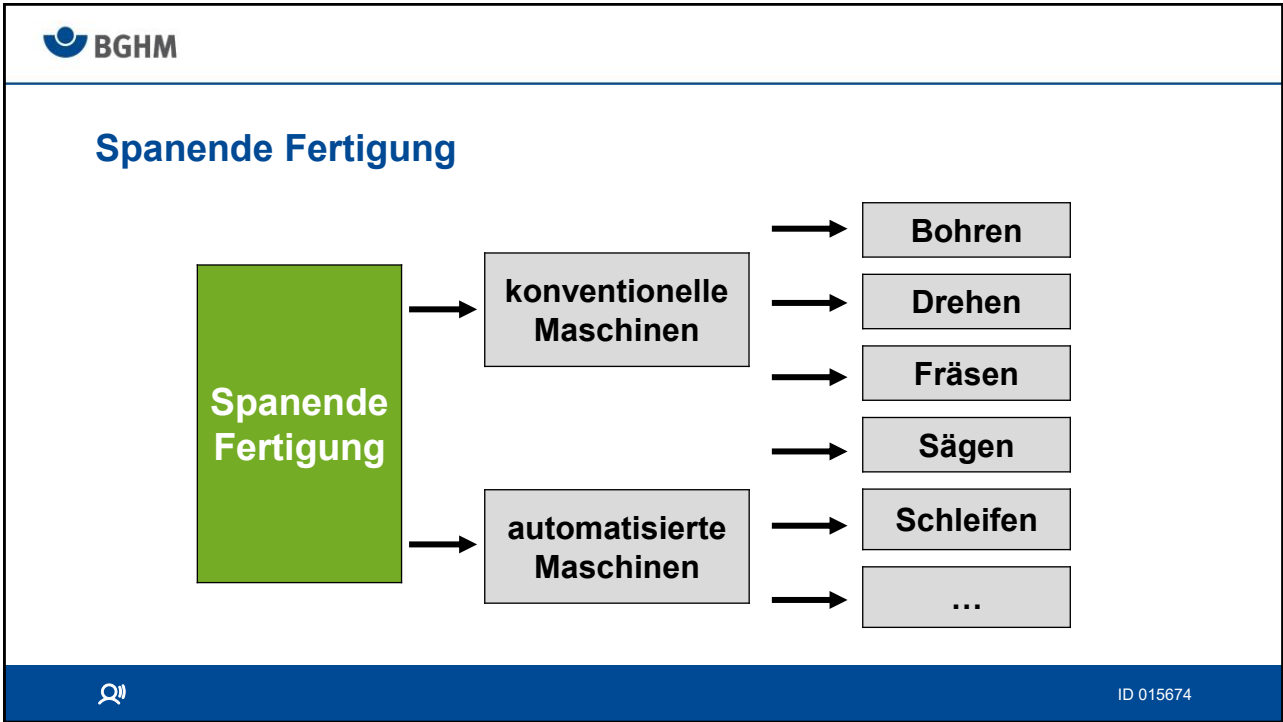 BGHM
Spanende Fertigung
Spanende
Fertigung
konventionelle
Maschinen
automatisierte
Maschinen
Bohren
Drehen
Fräsen
Sägen
Schleifen
...
ID 015674